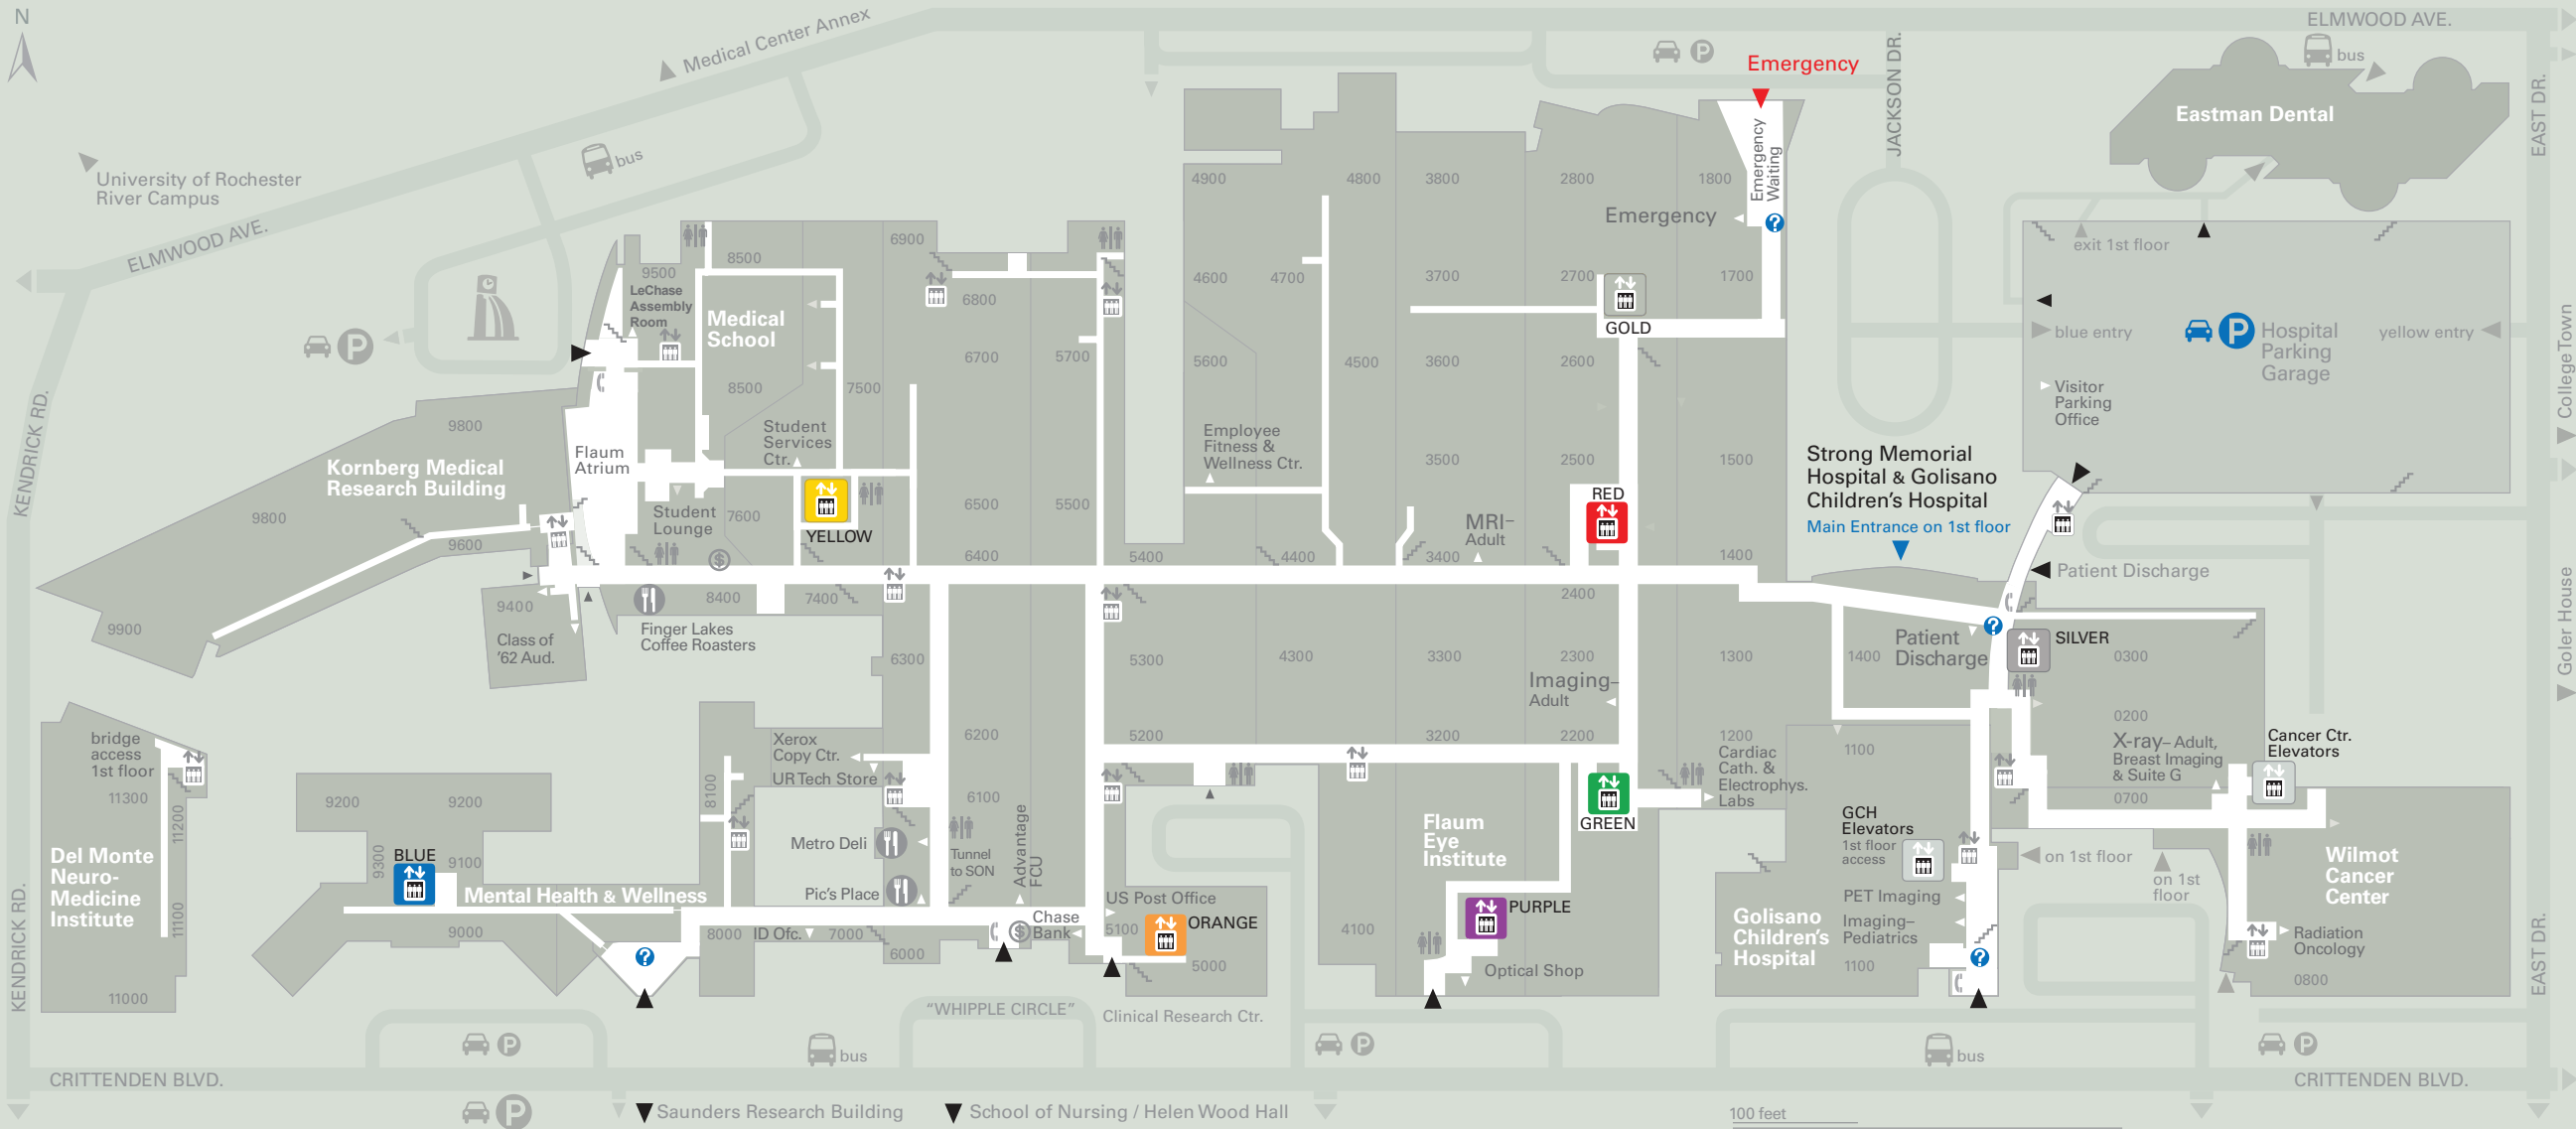 N
ELMWOOD AVE.
Medical Center Annex
Emergency
JACKSON DR.
bus
EAST DR.
Eastman Dental
bus
University of Rochester
River Campus
Emergency
Waiting
4900
4800
3800
2800
1800
Emergency
ELMWOOD AVE.
6900
exit 1st floor
8500
9500
LeChase
Assembly
Room
4600
4700
3700
2700
1700
6800
Medical
School
GOLD
blue entry
P
Hospital
Parking
Garage
yellow entry
P
College Town
6700
5700
5600
4500
3600
2600
8500
7500
Visitor
Parking
Office
KENDRICK RD.
9800
Student
Services
Ctr.
Employee
Fitness &
Wellness Ctr.
Flaum
Atrium
3500
2500
1500
Strong Memorial
Hospital & Golisano
Children's Hospital
Main Entrance on 1st floor
Kornberg Medical
Research Building
9800
RED
6500
5500
Student
Lounge
7600
YELLOW
MRI–
Adult
9600
6400
5400
4400
3400
1400
Patient Discharge
9400
8400
7400
2400
9900
Class of
'62 Aud.
Finger Lakes
Coffee Roasters
Goler House
6300
5300
4300
3300
2300
1300
1400
Patient
Discharge
SILVER
0300
Imaging–
Adult
bridge
access
1st floor
Xerox
Copy Ctr.
6200
5200
3200
2200
1200
1100
0200
X-ray–Adult,
Breast Imaging
& Suite G
Cancer Ctr.
Elevators
UR Tech Store
Cardiac
Cath. &
Electrophys.
Labs
11300
11200
9200
9200
8100
6100
0700
GREEN
GCH
Elevators
1st floor
access
Flaum
Eye
Institute
Metro Deli
Tunnel
to SON
Advantage
FCU
Del Monte
Neuro-
Medicine
Institute
11100
BLUE
9300
9100
on 1st floor
on 1st
floor
Wilmot
Cancer
Center
Mental Health & Wellness
Pic's Place
US Post Office
PURPLE
PET Imaging
Imaging–
Pediatrics
Golisano
Children's
Hospital
9000
8000
ID Ofc.
7000
Chase
Bank
5100
ORANGE
4100
Radiation
Oncology
6000
5000
Optical Shop
1100
0800
11000
KENDRICK RD.
EAST DR.
"WHIPPLE CIRCLE"
Clinical Research Ctr.
P
bus
P
bus
P
CRITTENDEN BLVD.
CRITTENDEN BLVD.
P
Saunders Research Building
School of Nursing / Helen Wood Hall
100 feet